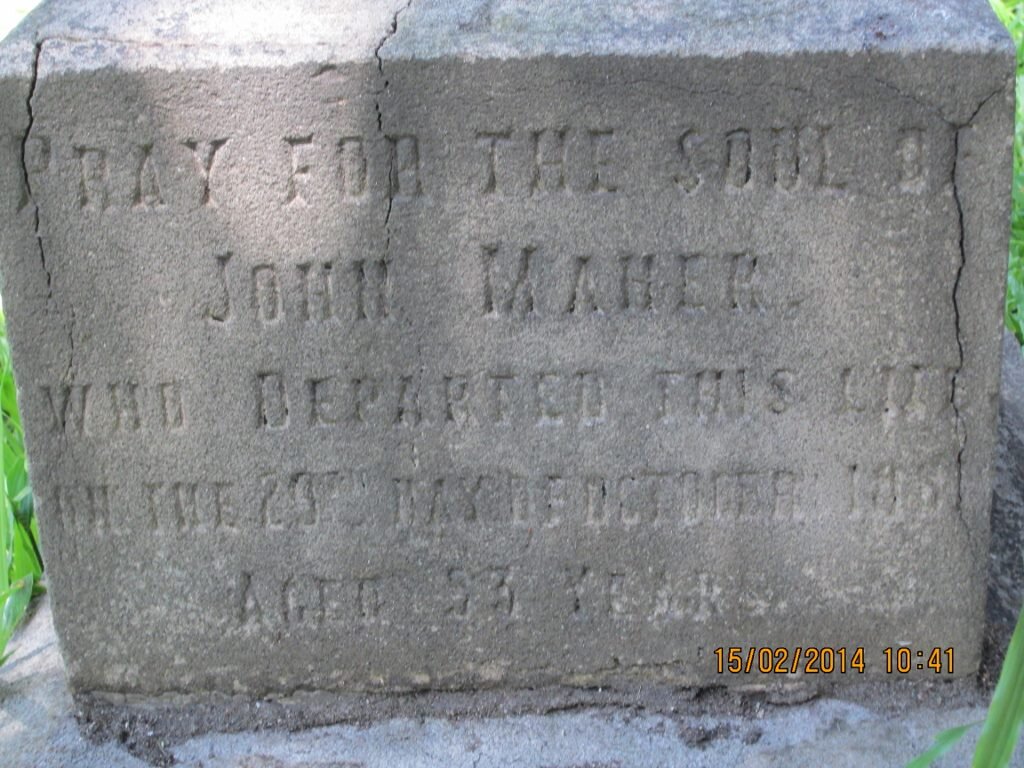 PRAY FOR THE SOUL OF
JOHN MAHER.
WHO DEPARTED THIS LIFE
ON THE 29TH DAY OF OCTOBER
AGED YEARS.
15/02/2014 10:41